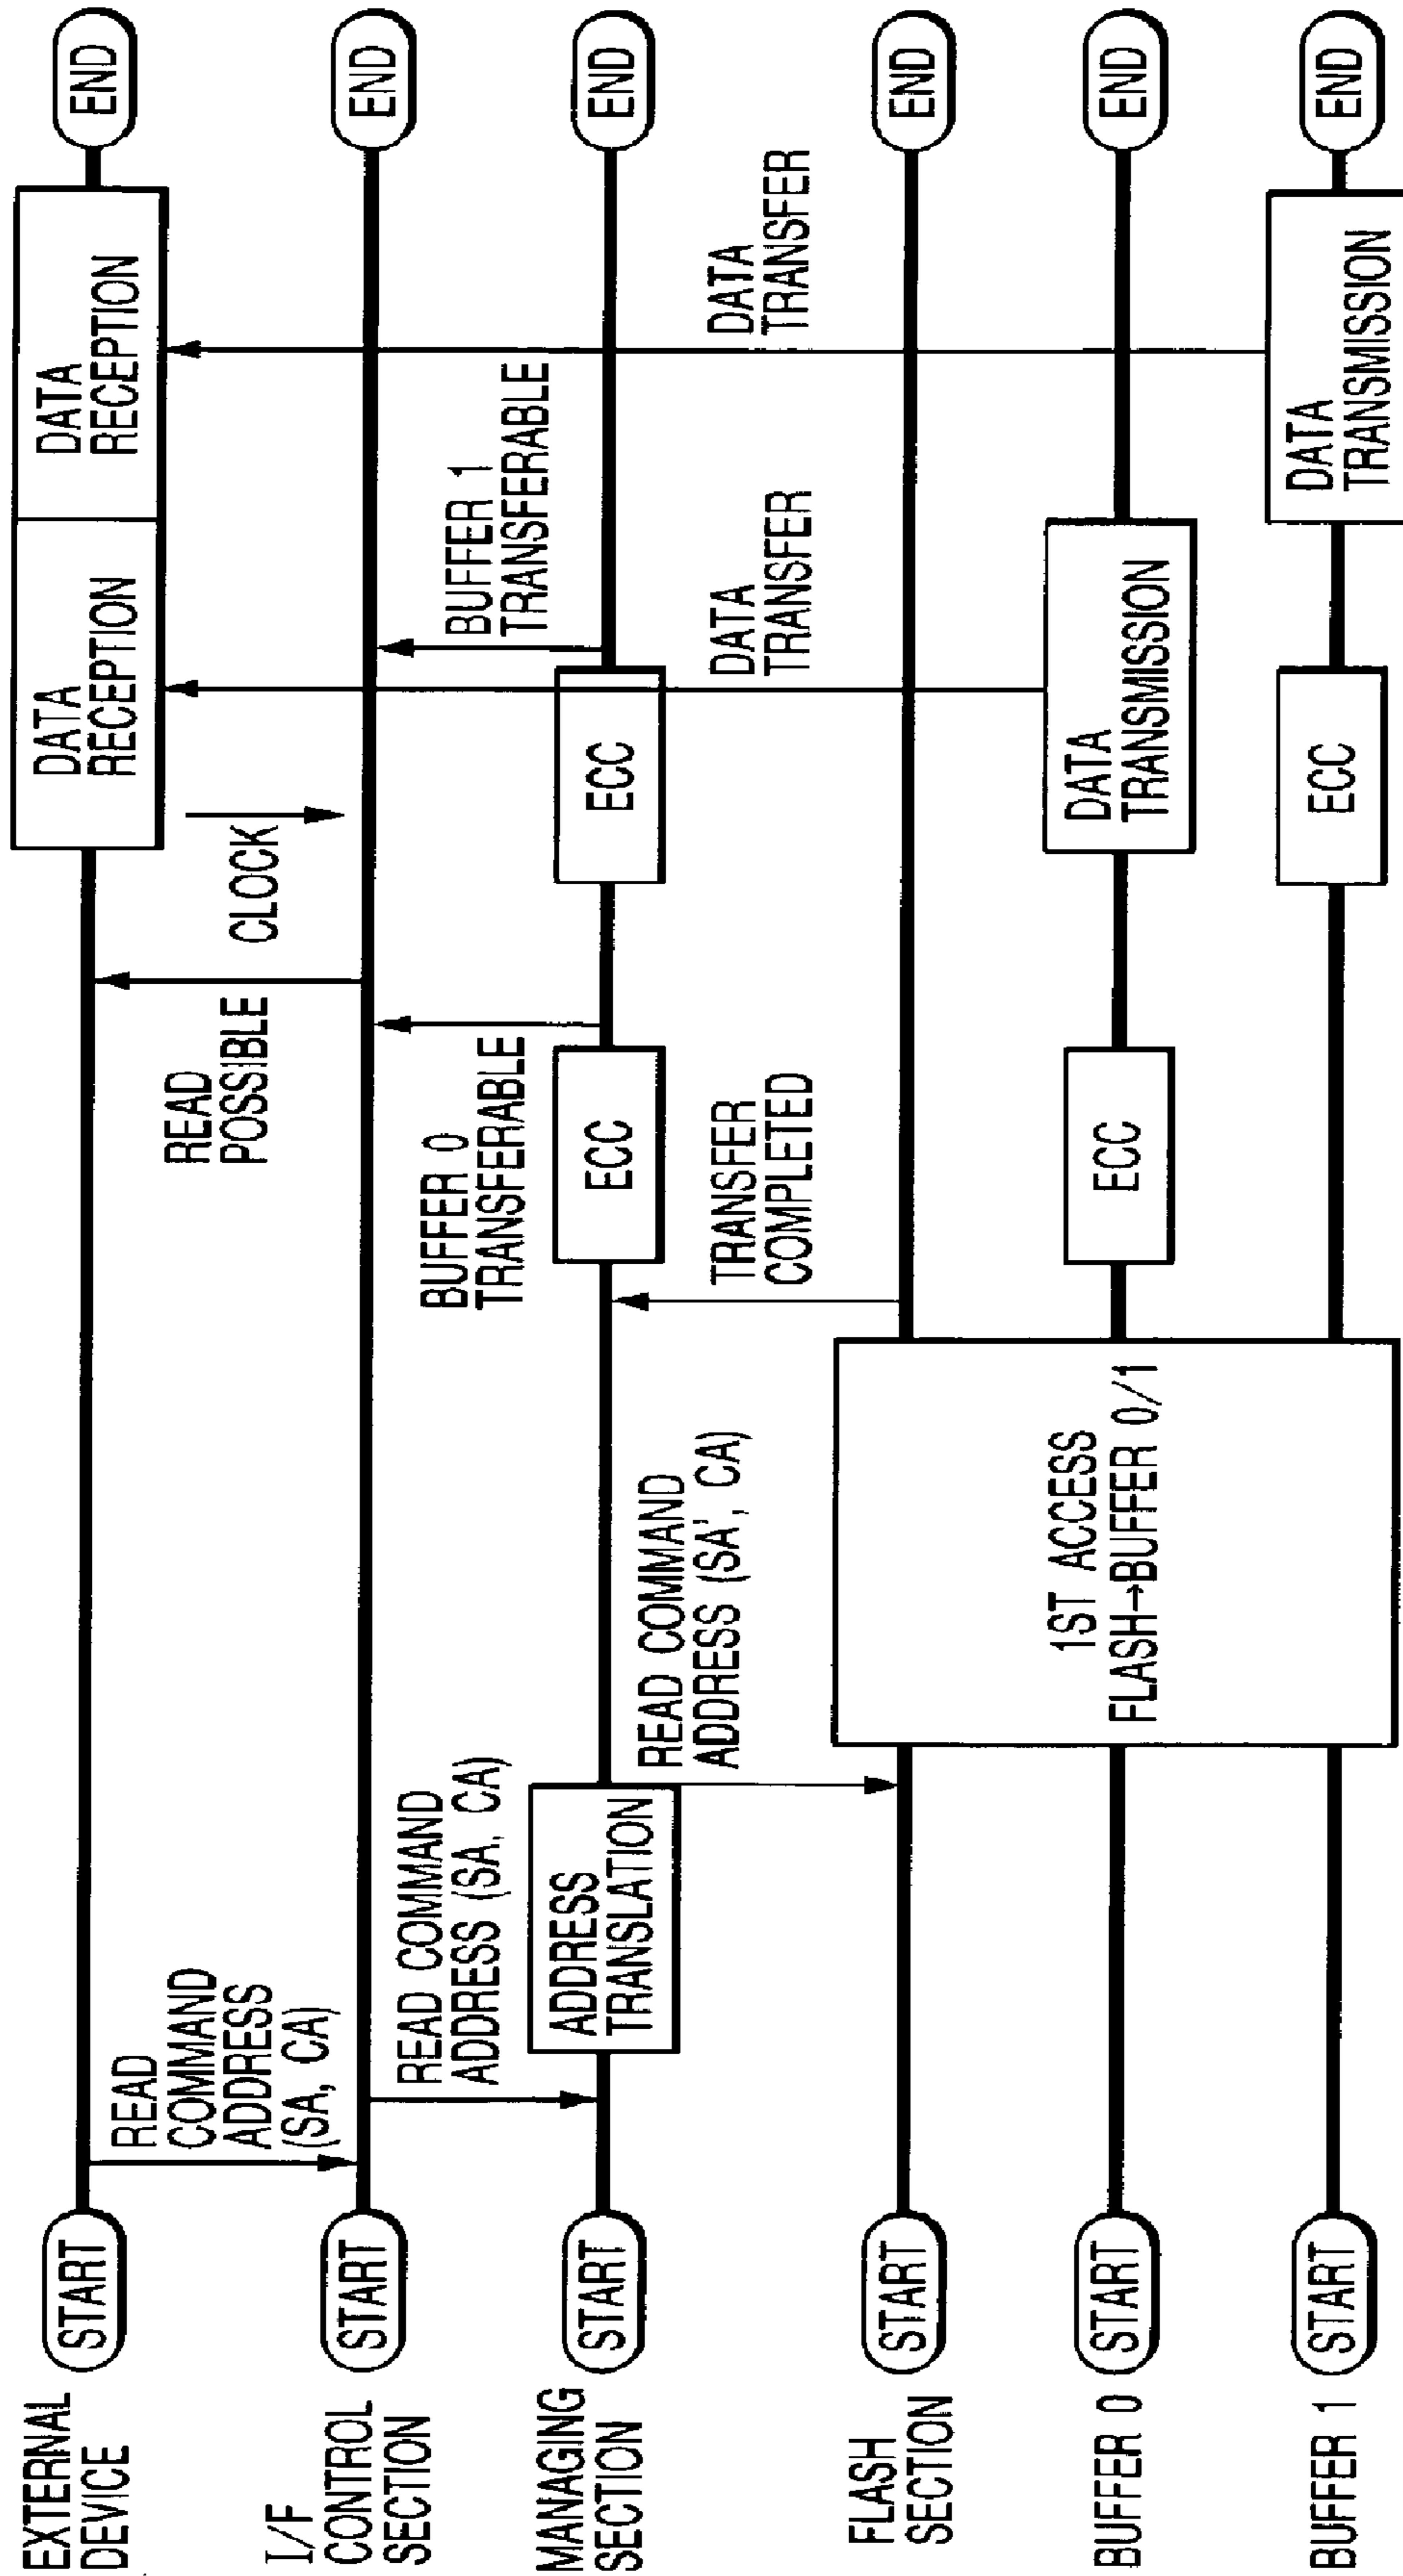 EXTERNAL
DEVICE
START
READ
COMMAND
ADDRESS
(SA, CA)
READ
POSSIBLE
CLOCK
DATA
RECEPTION
DATA
RECEPTION
END
I/F
CONTROL
SECTION
START
READ COMMAND
ADDRESS (SA, CA)
BUFFER 0
TRANSFERABLE
BUFFER 1
TRANSFERABLE
END
MANAGING
SECTION
START
ADDRESS
TRANSLATION
READ COMMAND
ADDRESS (SA', CA)
ECC
TRANSFER
COMPLETED
ECC
DATA
TRANSFER
DATA
TRANSFER
END
FLASH
SECTION
START
1ST ACCESS
FLASH→BUFFER 0/1
END
BUFFER 0
START
ECC
DATA
TRANSMISSION
END
BUFFER 1
START
ECC
DATA
TRANSMISSION
END